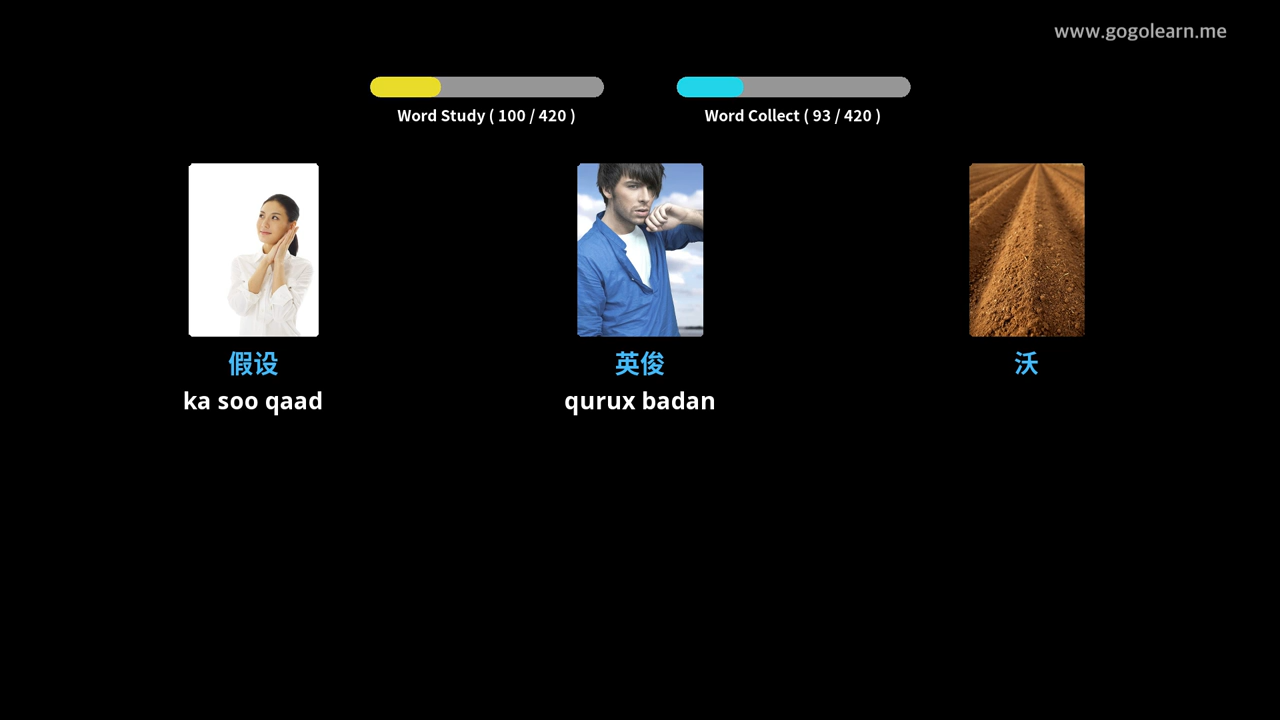 www.gogolearn.me
Word Study ( 100 / 420 )
Word Collect ( 93 / 420 )
假设
英俊
沃
ka soo qaad
qurux badan